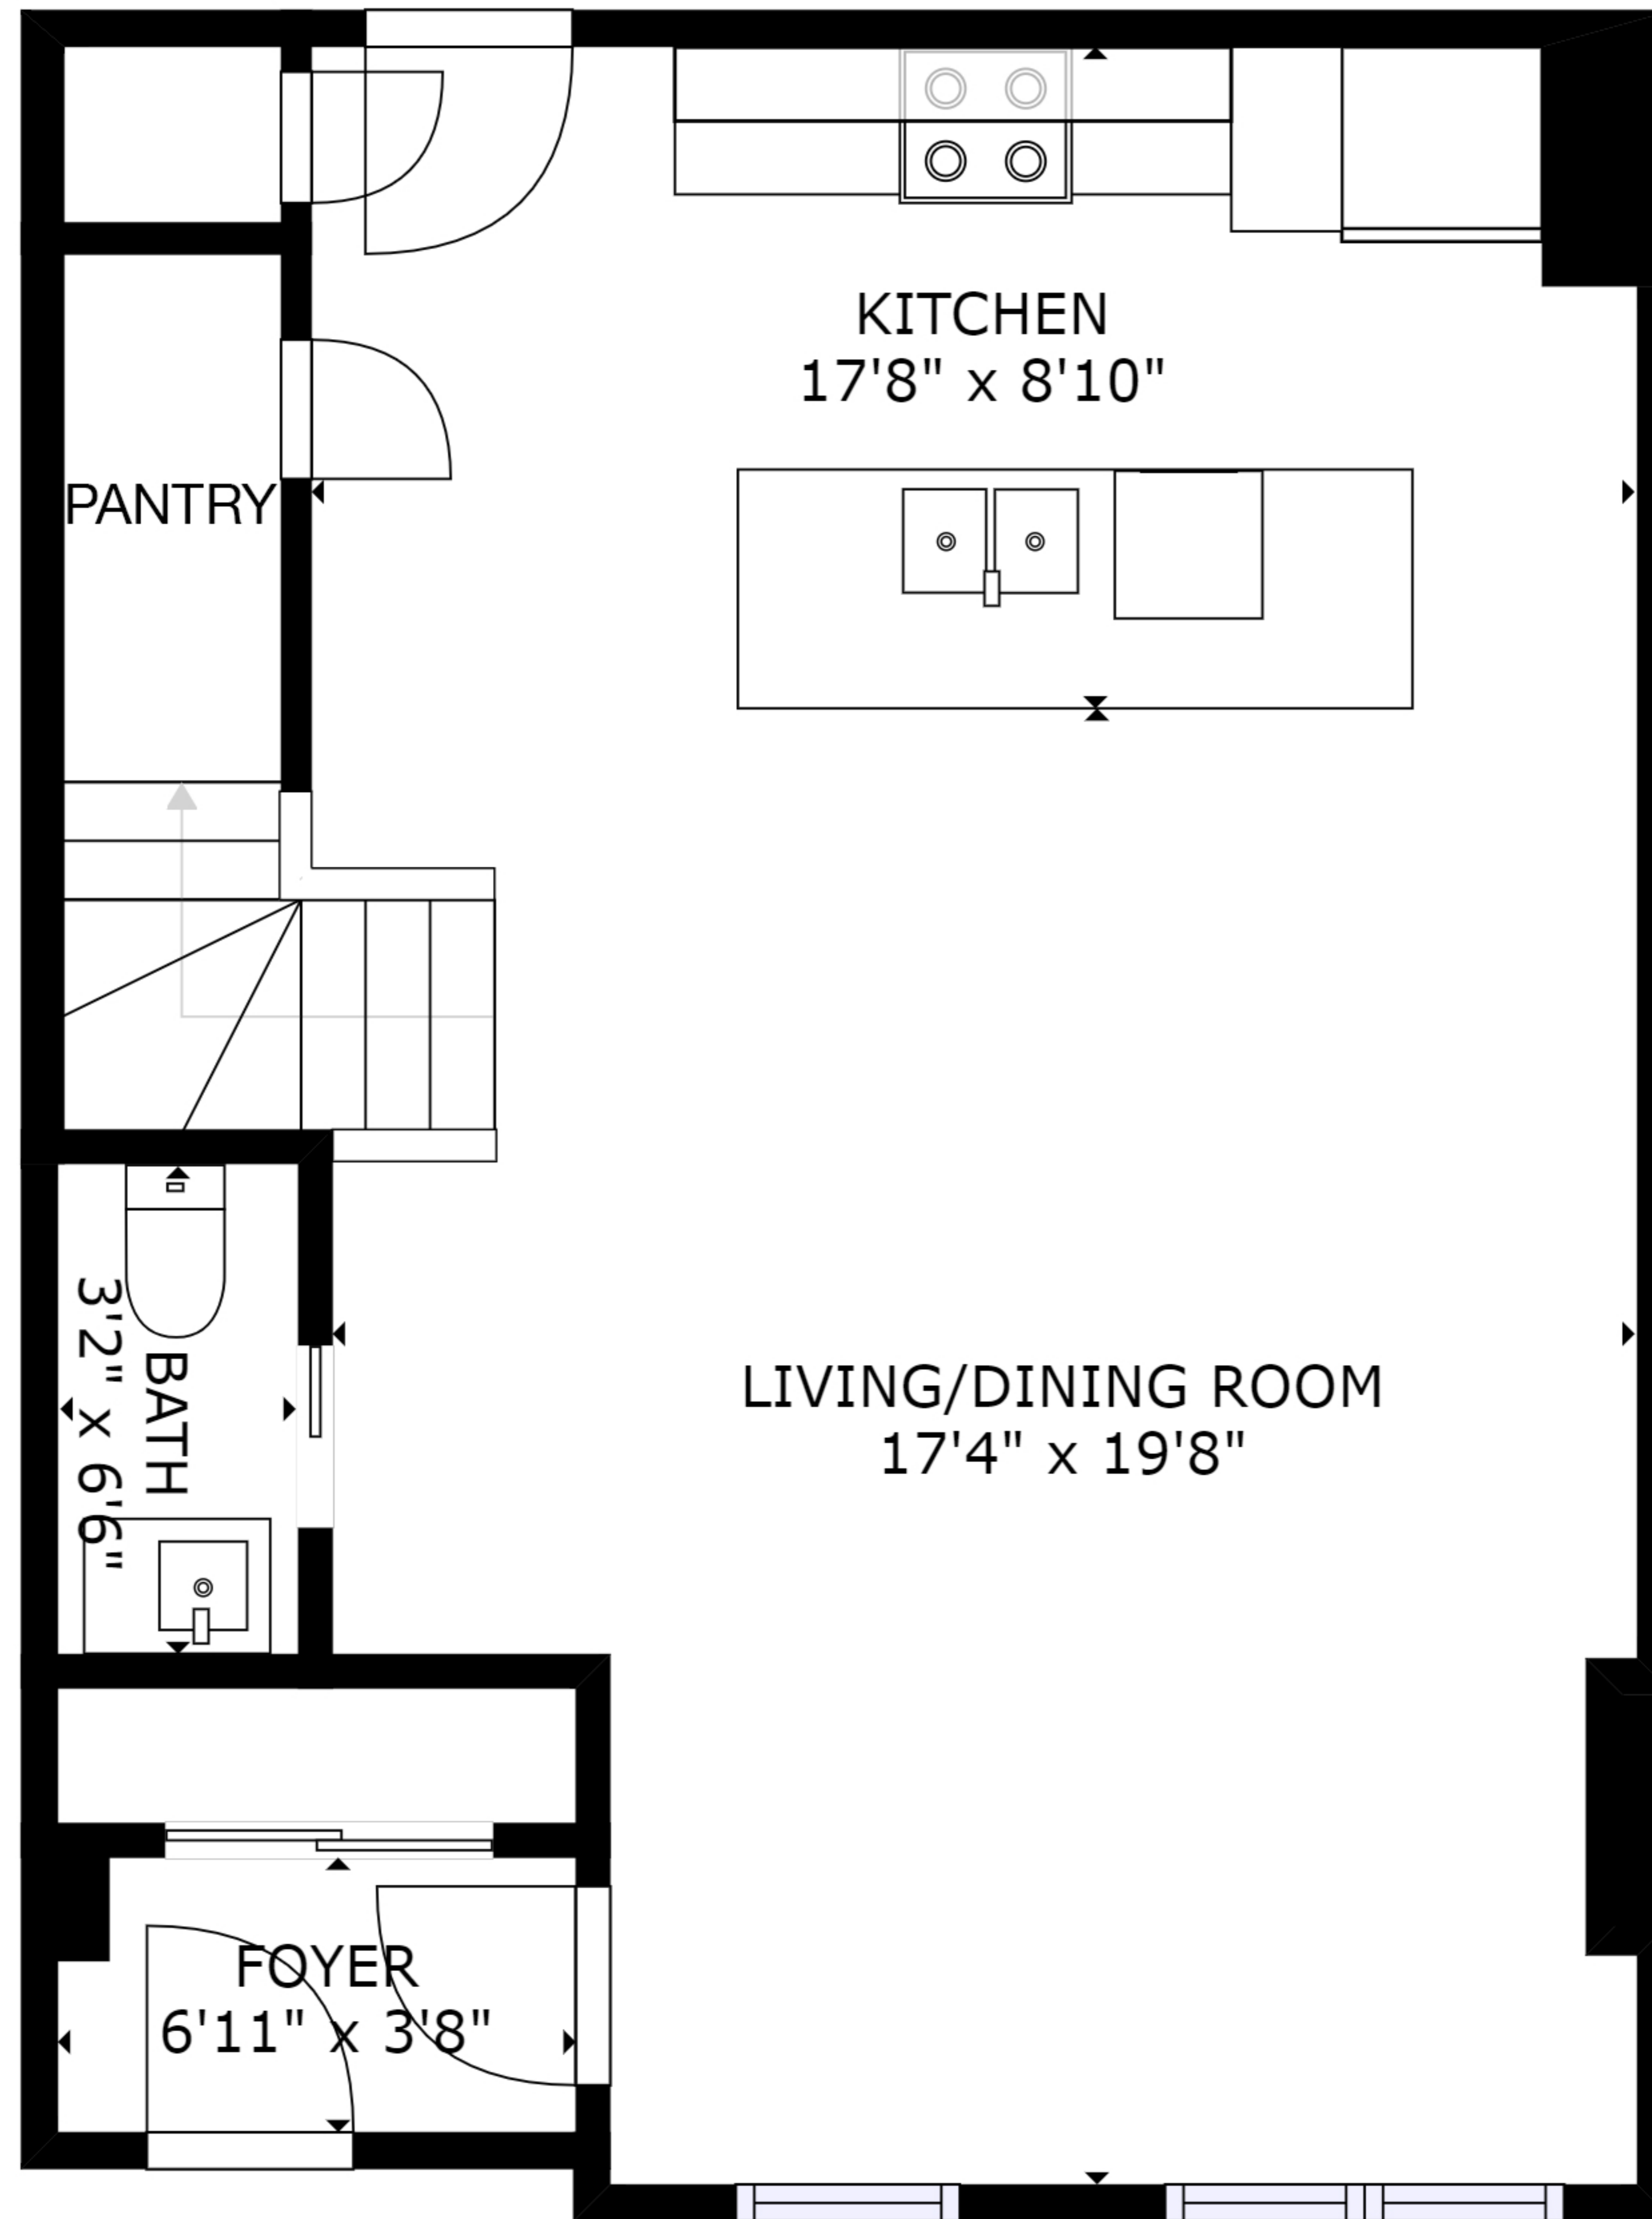 KITCHEN
17'8" x 8'10"
PANTRY
BATH
3'2" x 6'6"
LIVING/DINING ROOM
17'4" x 19'8"
FOYER
6'11" x 3'8"